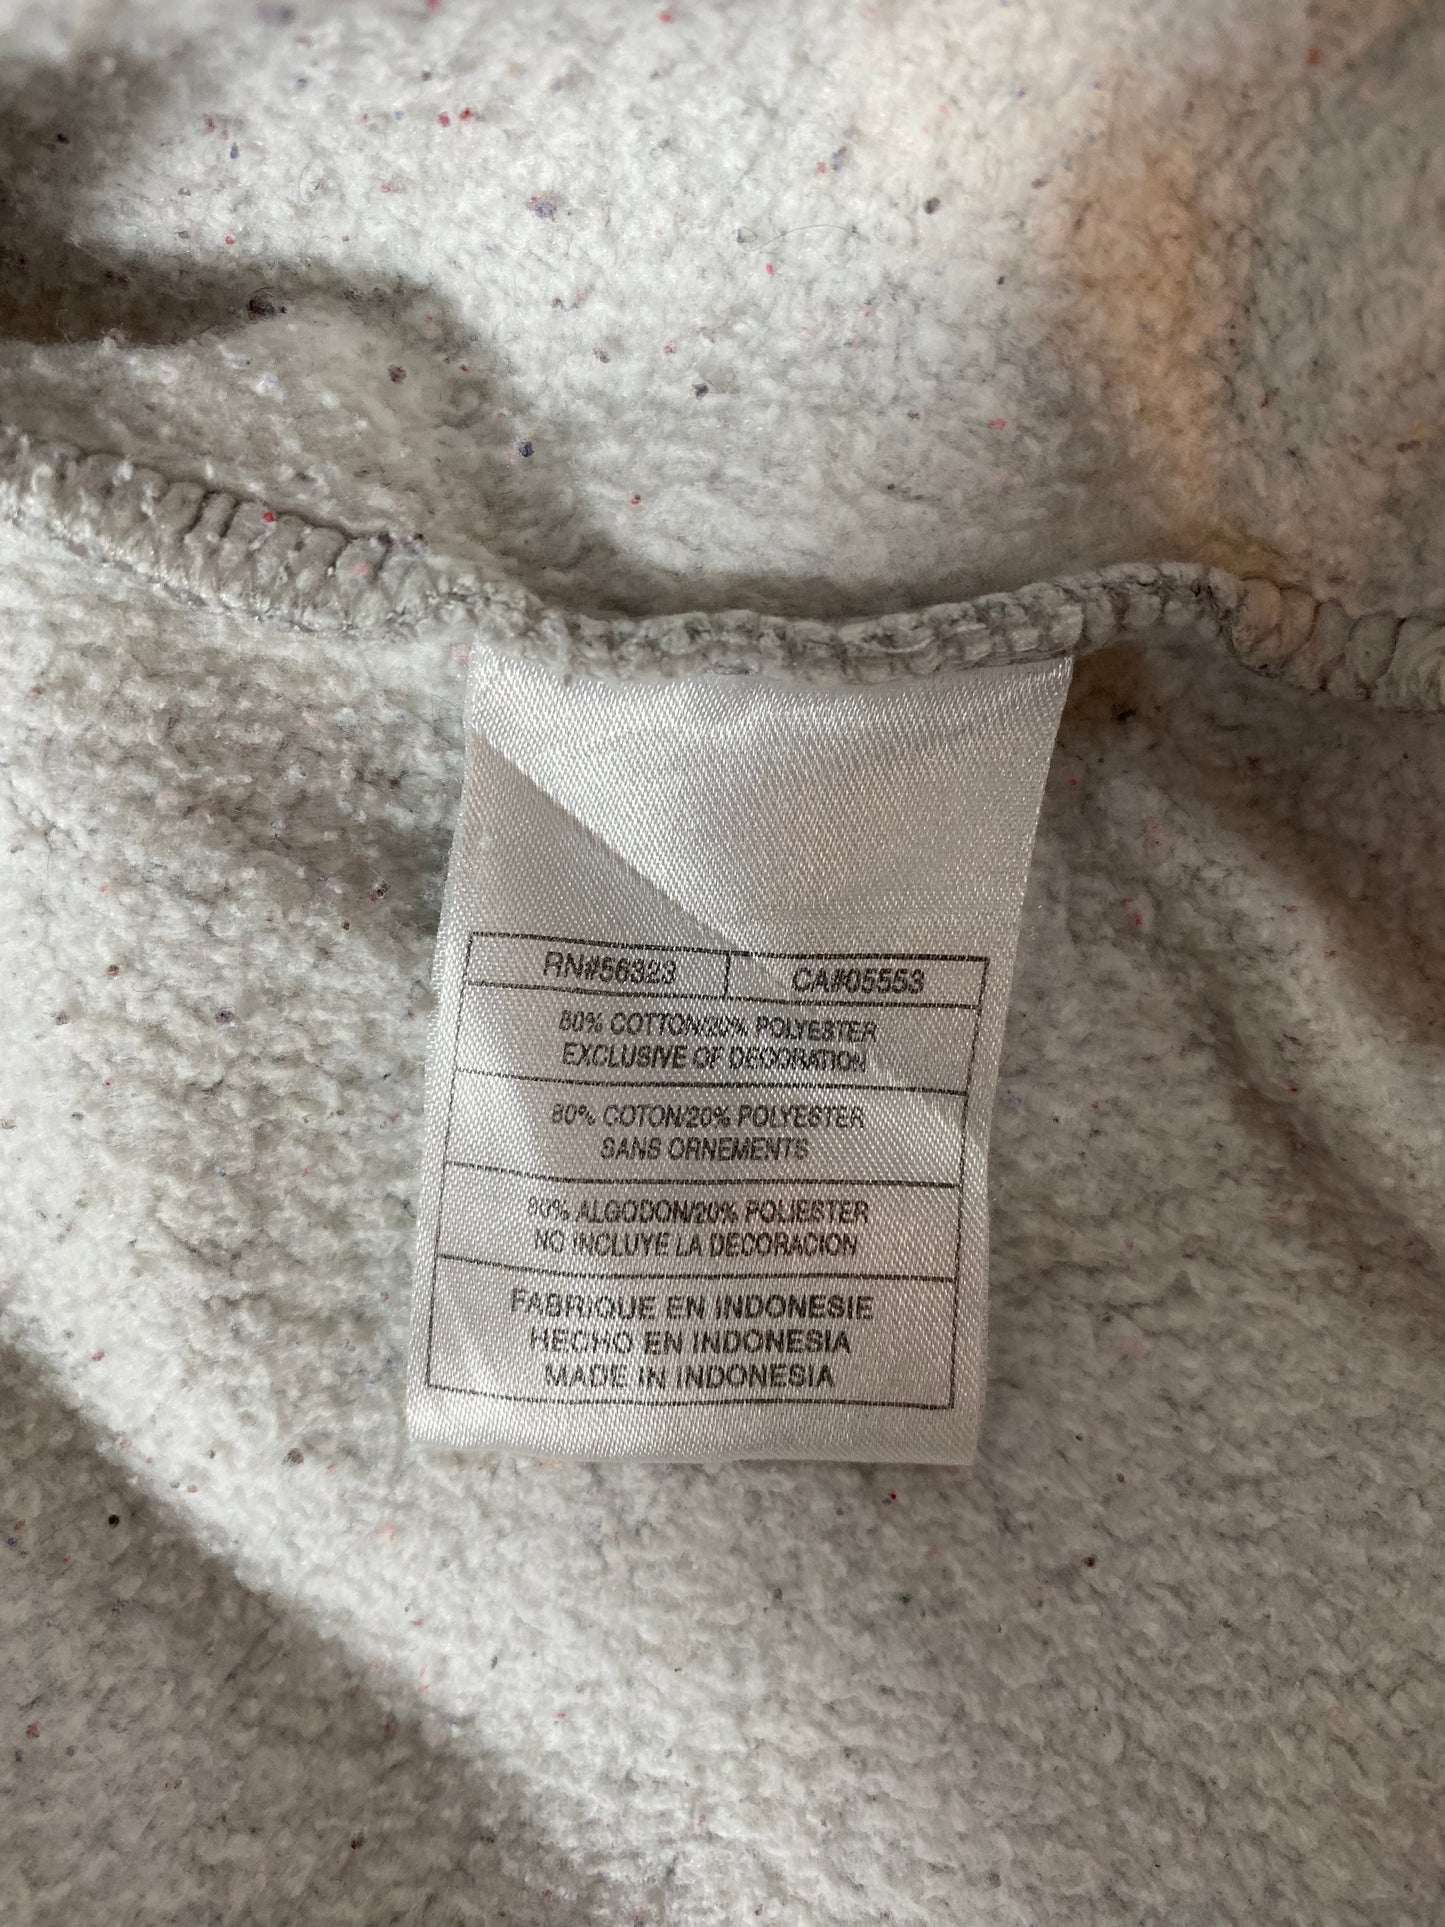 RN#56323 CA#05553
80% COTTON/20% POLYESTER
EXCLUSIVE OF DECORATION
80% COTON/20% POLYESTER
SANS ORNEMENTS
80% ALGODON/20% POLIESTER
NO INCLUYE LA DECORACION
FABRIQUE EN INDONESIE
HECHO EN INDONESIA
MADE IN INDONESIA